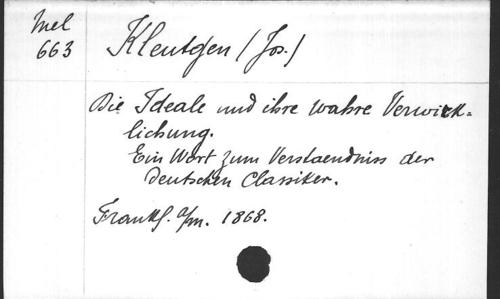 Mel
663
Kleutgen (Jos.)
Die Ideale und ihre wahre Verwirk=
lichung.
Ein Wort zum Verstaendniss der
deutschen Classiker.
Frankf. a/m. 1868.